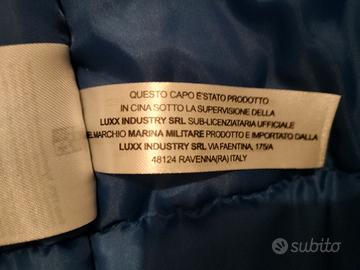 QUESTO CAPO È STATO PRODOTTO
IN CINA SOTTO LA SUPERVISIONE DELLA
LUXX INDUSTRY SRL SUB-LICENZIATARIA UFFICIALE
DEL MARCHIO MARINA MILITARE PRODOTTO E IMPORTATO DALLA
LUXX INDUSTRY SRL VIA FAENTINA, 175/A
48124 RAVENNA(RA) ITALY
subito